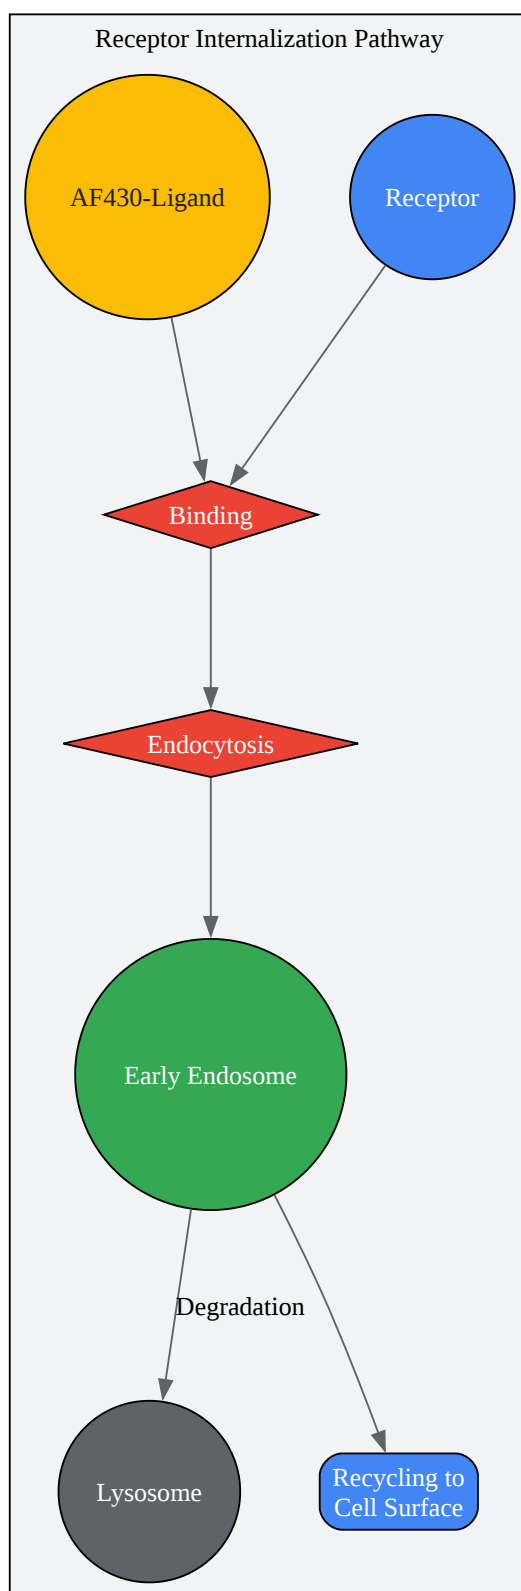 Receptor Internalization Pathway
AF430-Ligand
Receptor
Binding
Endocytosis
Early Endosome
Degradation
Lysosome
Recycling to
Cell Surface